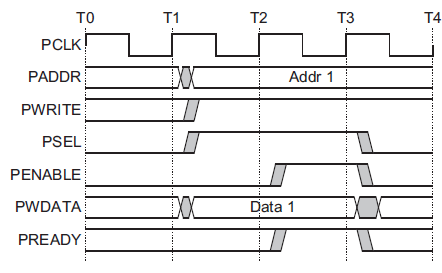 T0 T1 T2 T3 T4
PCLK
PADDR Addr 1
PWRITE
PSEL
PENABLE
PWDATA Data 1
PREADY